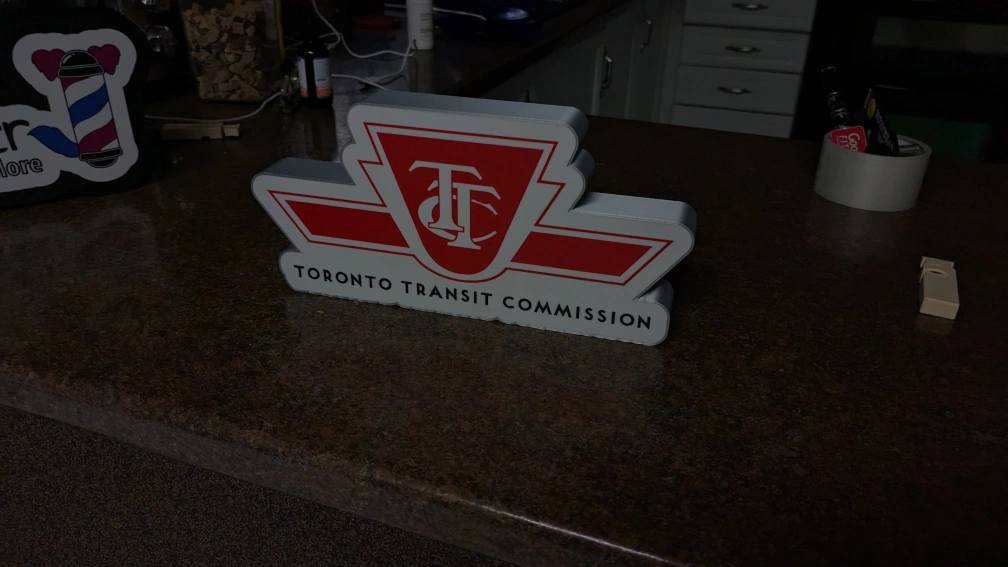 TTC
TORONTO TRANSIT COMMISSION